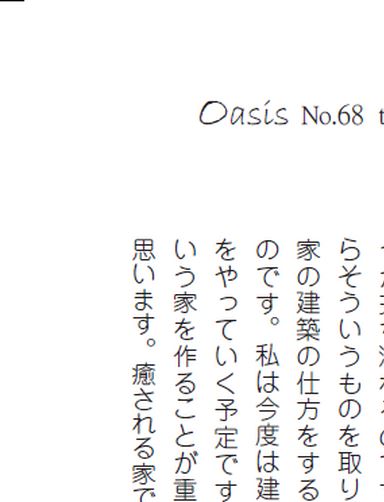 Oasis No.68
らそういうものを取り
家の建築の仕方をする
のです。私は今度は建
をやっていく予定です
いう家を作ることが重
思います。癒される家で